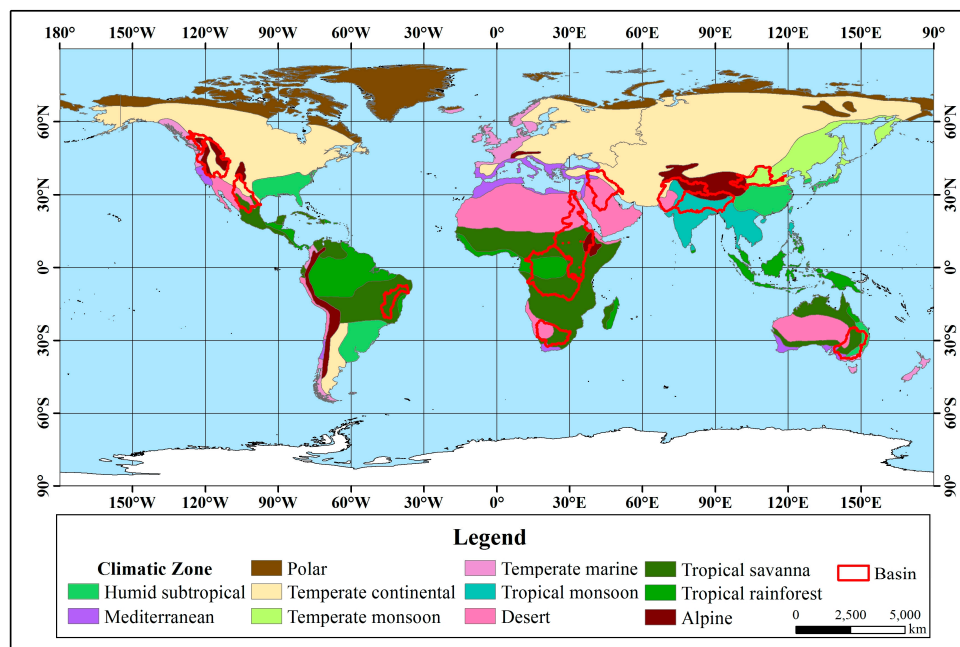 180° 120°W 90°W 60°W 30°W 0° 30°E 60°E 90°E 120°E 150°E 90°
60°N 60°N
30°N 30°N
0° 0°
30°S 30°S
60°S 60°S
90° 90°
150°W 120°W 90°W 60°W 30°W 0° 30°E 60°E 90°E 120°E 150°E
Legend
Climatic Zone
Humid subtropical
Mediterranean
Polar
Temperate continental
Temperate monsoon
Temperate marine
Tropical monsoon
Desert
Tropical savanna
Tropical rainforest
Alpine
Basin
0 2,500 5,000
km